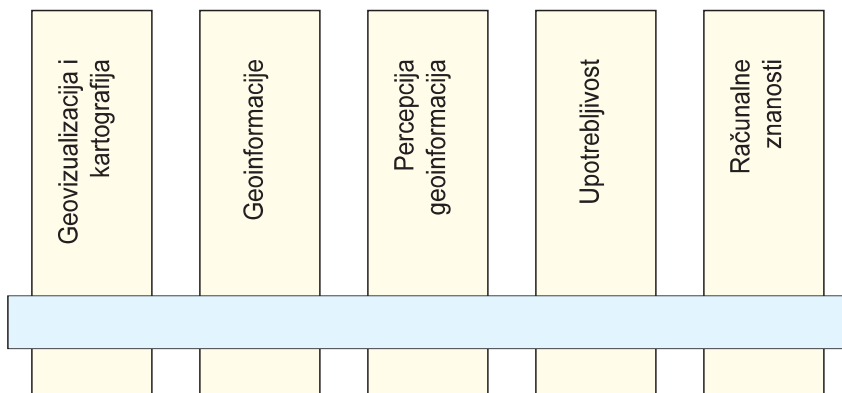 Geovizualizacija i
kartografija
Geoinformacije
Percepcija
geoinformacija
Upotrebljivost
Računalne
znanosti